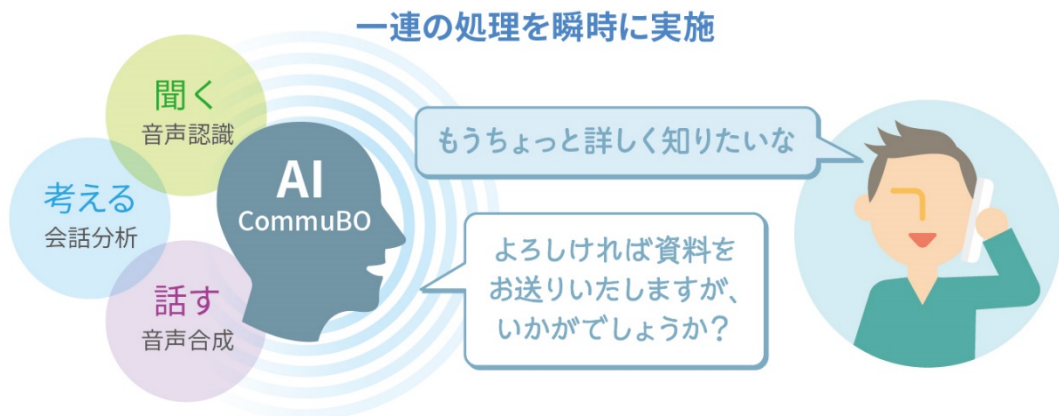 一連の処理を瞬時に実施
聞く
音声認識
考える
会話分析
話す
音声合成
AI
CommuBO
もうちょっと詳しく知りたいな
よろしければ資料を
お送りいたしますが、
いかがでしょうか？